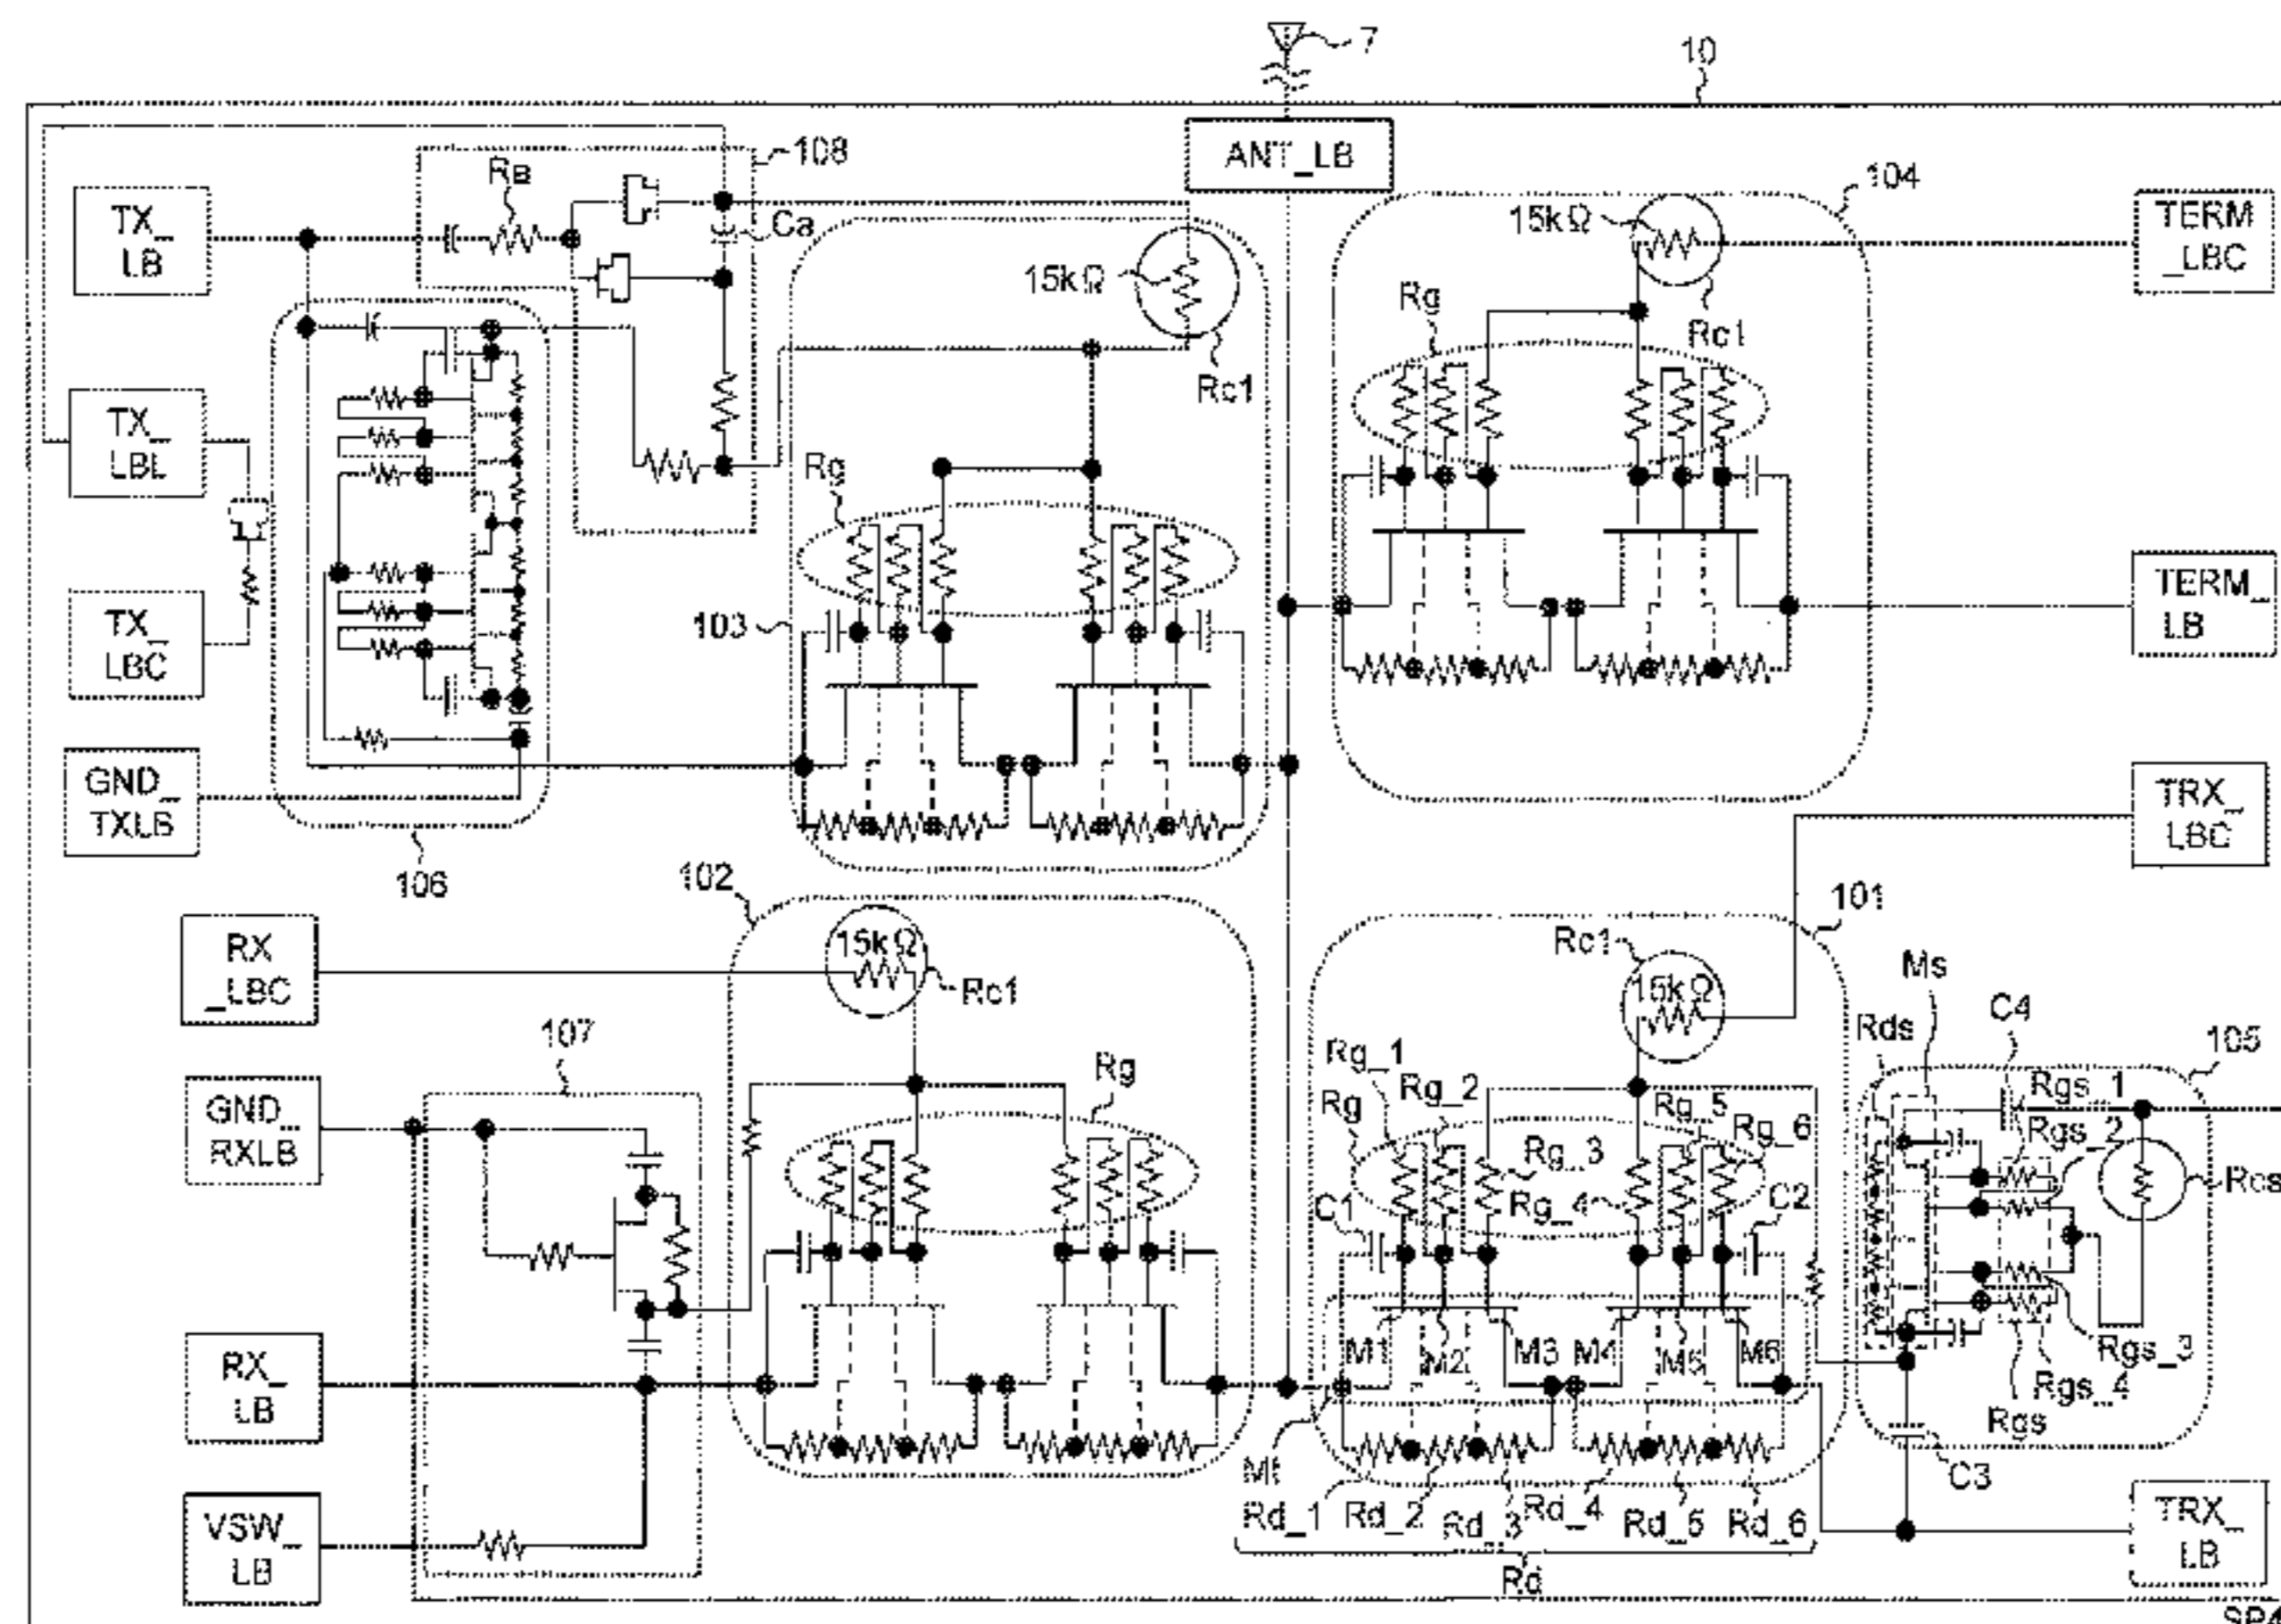 7
10
ANT_LB
108
RB
Ca
TX_
LB
15kΩ
Rc1
104
15kΩ
Rc1
Rg
TERM
_LBC
TX_
LBL
Rg
103
TX_
LBC
TERM_
LB
GND_
TXLB
106
TRX_
LBC
102
101
RX
_LBC
15kΩ
Rc1
Rc1
15kΩ
Ms
C4
Rds
105
107
GND_
RXLB
Rg
Rg_1
Rg
Rg_2
Rg_3
Rg_4
Rg_5
Rg_6
C1
C2
Rgs_1
Rgs_2
Rcs
M1
M2
M3
M4
M5
M6
Rgs_3
Rgs_4
Rgs
RX_
LB
C3
Rd_1
Rd_2
Rd_3
Rd_4
Rd_5
Rd_6
Rd
VSW_
LB
TRX_
LB